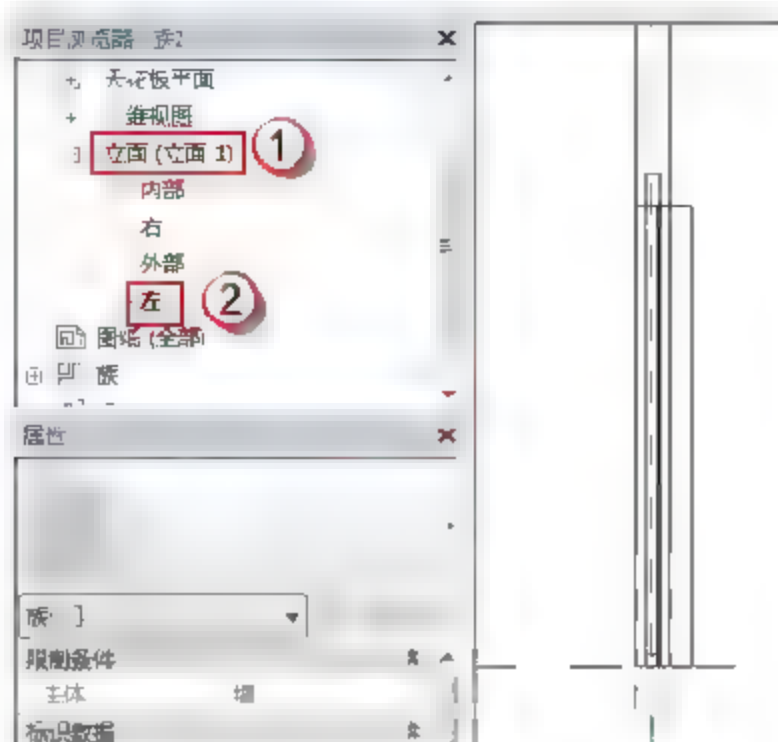 项目浏览器 族2
天花板平面
维视图
立面 (立面 1)
1
内部
右
外部
左
2
图纸 (全部)
族
属性
族
限制条件
主体 墙
标识数据